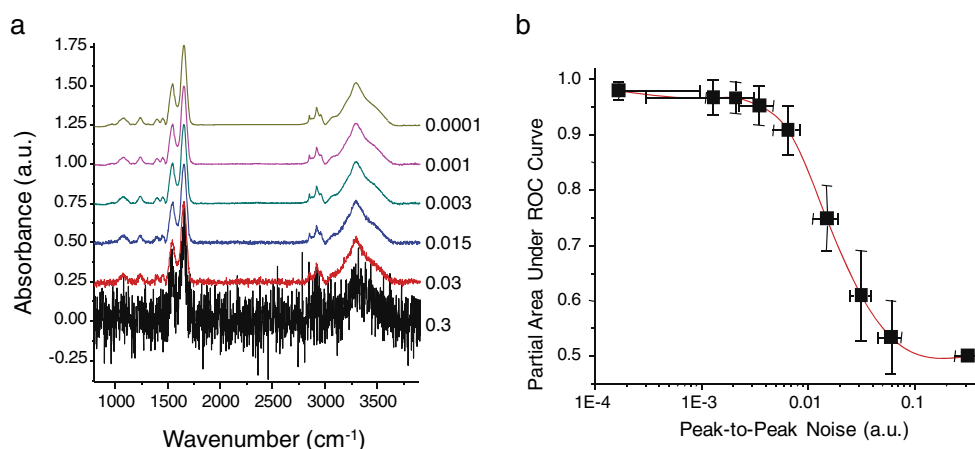 a
1.75
1.50
1.25
1.00
0.75
0.50
0.25
0.00
-0.25
Absorbance (a.u.)
0.0001
0.001
0.003
0.015
0.03
0.3
1000 1500 2000 2500 3000 3500
Wavenumber (cm⁻¹)
b
1.0
0.9
0.8
0.7
0.6
0.5
Partial Area Under ROC Curve
1E-4 1E-3 0.01 0.1
Peak-to-Peak Noise (a.u.)